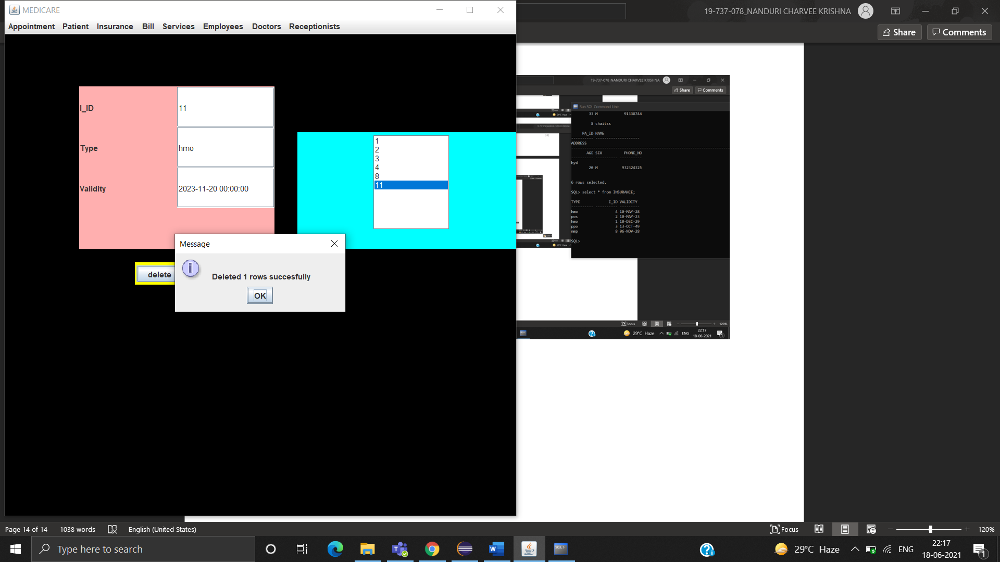 MEDICARE
Appointment Patient Insurance Bill Services Employees Doctors Receptionists
I_ID 11
Type hmo
Validity 2023-11-20 00:00:00
1
2
3
4
8
11
delete
Message
Deleted 1 rows succesfully
OK
19-737-078_NANDURI CHARVEE KRISHNA
Share Comments
19-737-078_NANDURI CHARVEE KRISHNA
Share Comments
Run SQL Command Line
33 M 91338744
8 chaitss
PA_ID NAME
---------- --------------------
ADDRESS
--------------------------------------------------------------------------------
AGE SEX PHONE_NO
---------- ---------- ----------
hyd
20 M 932324325
6 rows selected.
SQL> select * from INSURANCE;
TYPE I_ID VALIDITY
---------- ---------- ---------
hmo 4 10-MAY-28
pos 2 10-MAY-23
hmo 1 10-DEC-29
ppo 3 13-OCT-49
mmp 8 06-NOV-28
SQL>
Focus 120%
29°C Haze ENG 22:17
18-06-2021
1
Page 14 of 14 1038 words English (United States) Focus 120%
Type here to search
SQL>
29°C Haze ENG 22:17
18-06-2021
1